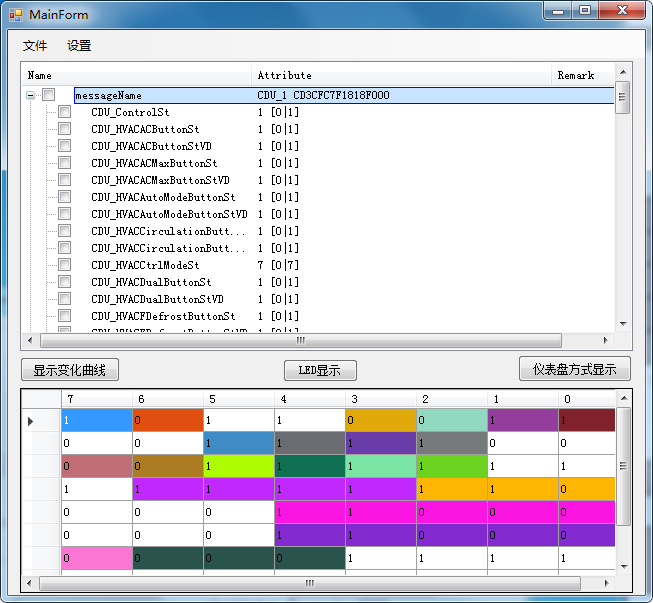 MainForm
文件 设置
Name Attribute Remark
messageName CDU_1 CD3CFC7F1818F000
CDU_ControlSt 1 [0|1]
CDU_HVACACButtonSt 1 [0|1]
CDU_HVACACButtonStVD 1 [0|1]
CDU_HVACACMaxButtonSt 1 [0|1]
CDU_HVACACMaxButtonStVD 1 [0|1]
CDU_HVACAutoModeButtonSt 1 [0|1]
CDU_HVACAutoModeButtonStVD 1 [0|1]
CDU_HVACCirculationButt... 1 [0|1]
CDU_HVACCirculationButt... 1 [0|1]
CDU_HVACCtrlModeSt 7 [0|7]
CDU_HVACDualButtonSt 1 [0|1]
CDU_HVACDualButtonStVD 1 [0|1]
CDU_HVACFDefrostButtonSt 1 [0|1]
CDU_HVACFDefrostButtonStVD 1 [0|1]
显示变化曲线 LED显示 仪表盘方式显示
7 6 5 4 3 2 1 0
1 0 1 1 0 0 1 1
0 0 1 1 1 1 0 0
0 0 1 1 1 1 1 1
1 1 1 1 1 1 1 0
0 0 0 1 1 0 0 0
0 0 0 1 1 0 0 0
0 0 0 0 1 1 1 1